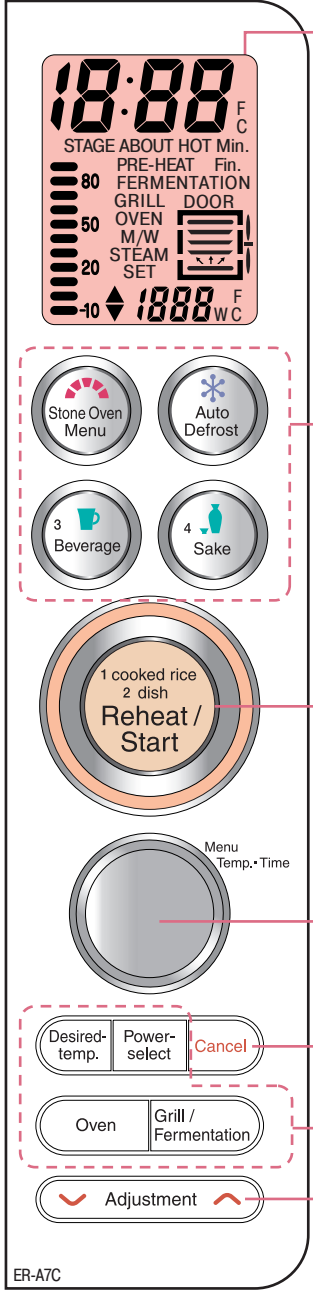 18:88 F
C
STAGE ABOUT HOT Min.
PRE-HEAT Fin.
80 FERMENTATION
GRILL DOOR
50 OVEN
M/W
STEAM
20 SET
-10 1888 W F
C
Stone Oven
Menu
Auto
Defrost
3
Beverage
4
Sake
1 cooked rice
2 dish
Reheat /
Start
Menu
Temp.・Time
Desired-
temp.
Power-
select
Cancel
Oven
Grill /
Fermentation
Adjustment
ER-A7C